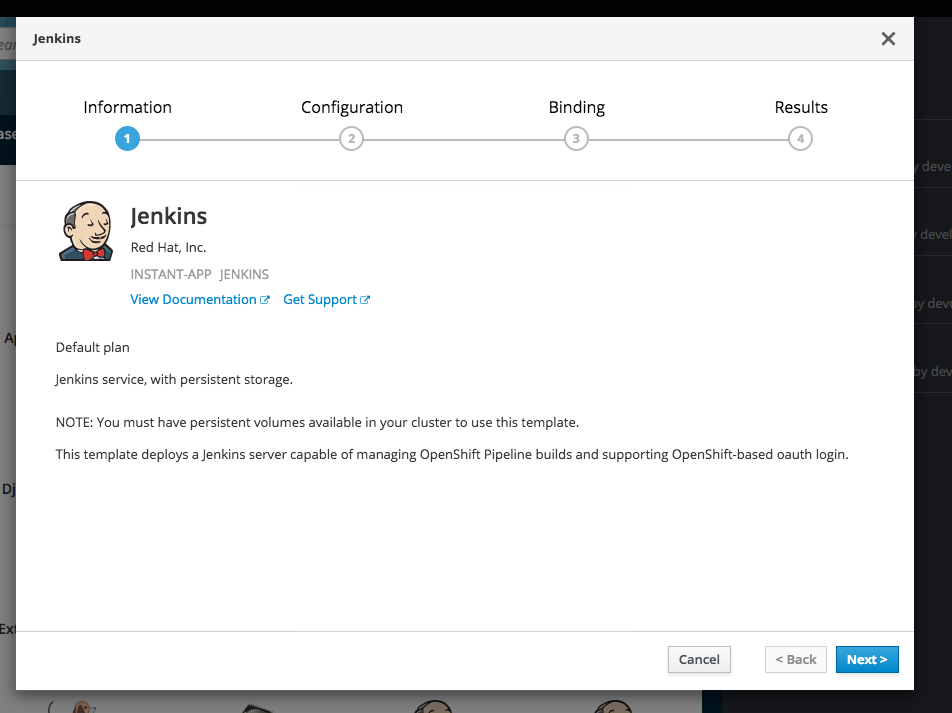 Jenkins
Information
Configuration
Binding
Results
1
2
3
4
Jenkins
Red Hat, Inc.
INSTANT-APP JENKINS
View Documentation
Get Support
Default plan
Jenkins service, with persistent storage.
NOTE: You must have persistent volumes available in your cluster to use this template.
This template deploys a Jenkins server capable of managing OpenShift Pipeline builds and supporting OpenShift-based oauth login.
Cancel
< Back
Next >